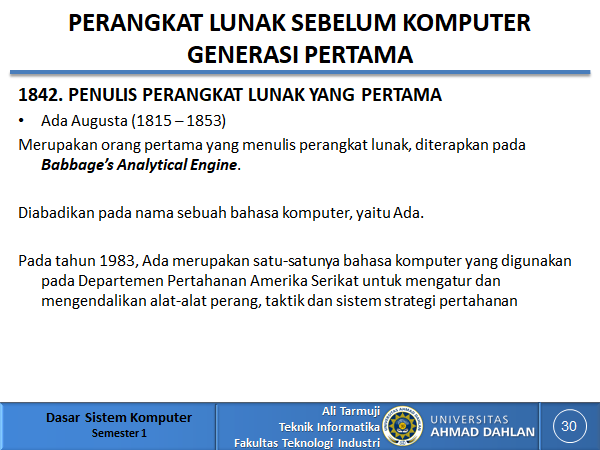 PERANGKAT LUNAK SEBELUM KOMPUTER
GENERASI PERTAMA
1842. PENULIS PERANGKAT LUNAK YANG PERTAMA
• Ada Augusta (1815 – 1853)
Merupakan orang pertama yang menulis perangkat lunak, diterapkan pada
Babbage's Analytical Engine.
Diabadikan pada nama sebuah bahasa komputer, yaitu Ada.
Pada tahun 1983, Ada merupakan satu-satunya bahasa komputer yang digunakan
pada Departemen Pertahanan Amerika Serikat untuk mengatur dan
mengendalikan alat-alat perang, taktik dan sistem strategi pertahanan
Dasar Sistem Komputer
Semester 1
Ali Tarmuji
Teknik Informatika
Fakultas Teknologi Industri
UNIVERSITAS
AHMAD DAHLAN
30